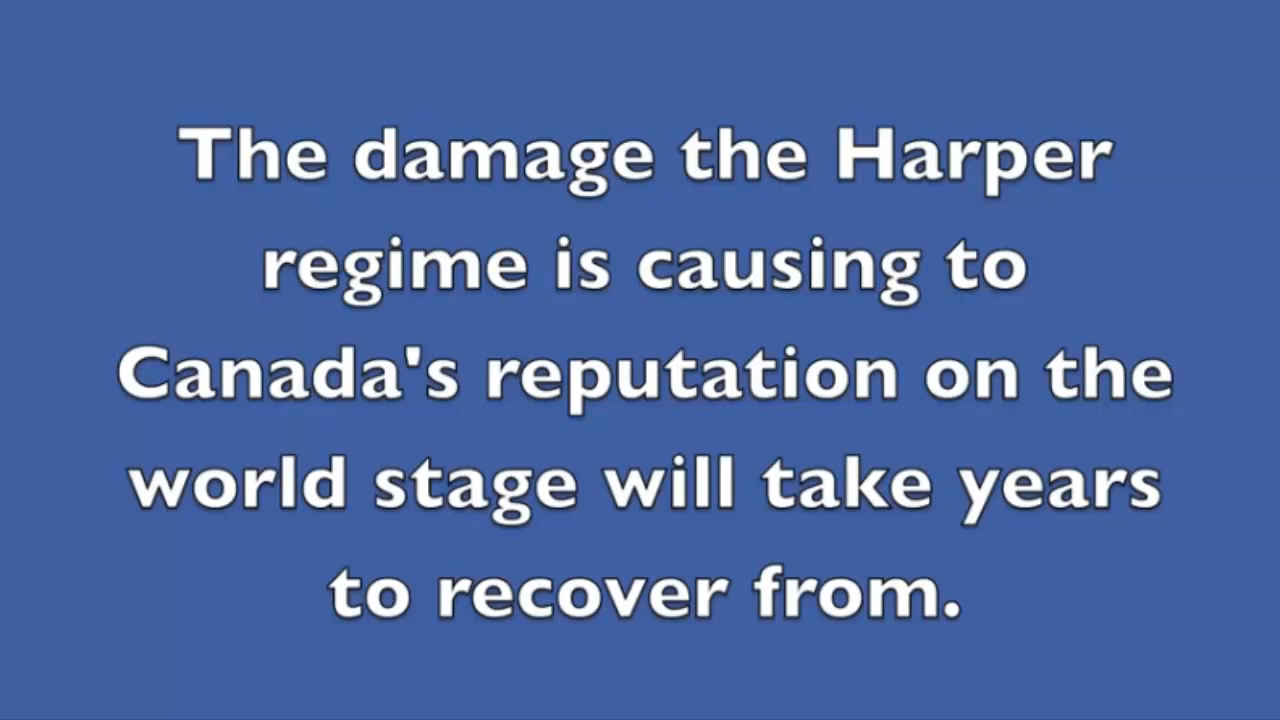 The damage the Harper
regime is causing to
Canada's reputation on the
world stage will take years
to recover from.